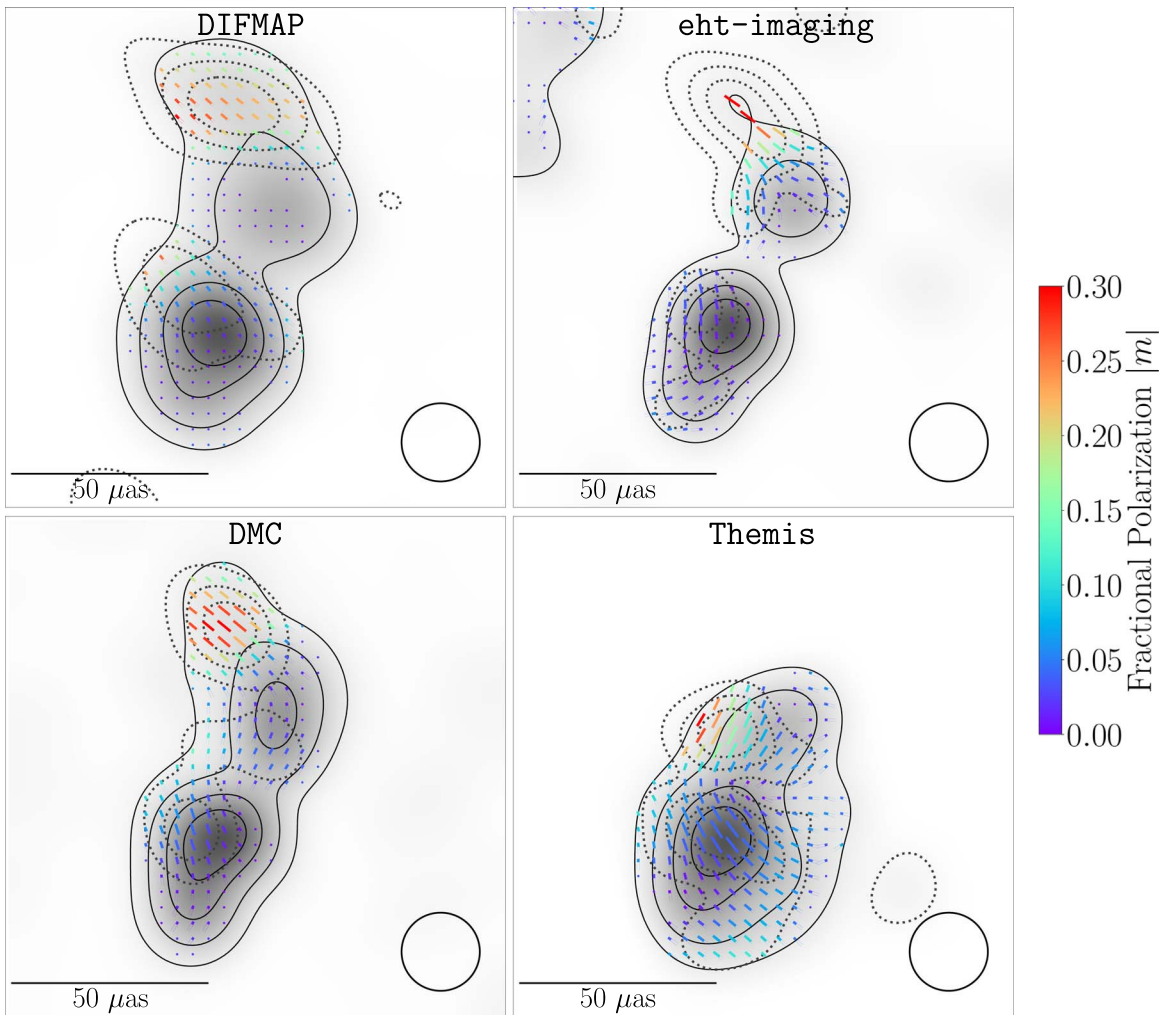 DIFMAP
eht-imaging
50 μas
50 μas
DMC
Themis
50 μas
50 μas
0.30
0.25
0.20
0.15
0.10
0.05
0.00
Fractional Polarization |m|